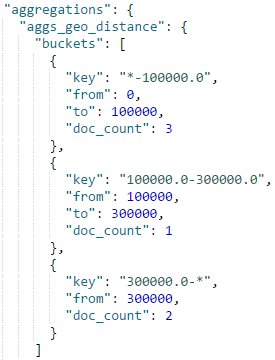 "aggregations": {
"aggs_geo_distance": {
"buckets": [
{
"key": "*-100000.0",
"from": 0,
"to": 100000,
"doc_count": 3
},
{
"key": "100000.0-300000.0",
"from": 100000,
"to": 300000,
"doc_count": 1
},
{
"key": "300000.0-*",
"from": 300000,
"doc_count": 2
}
]